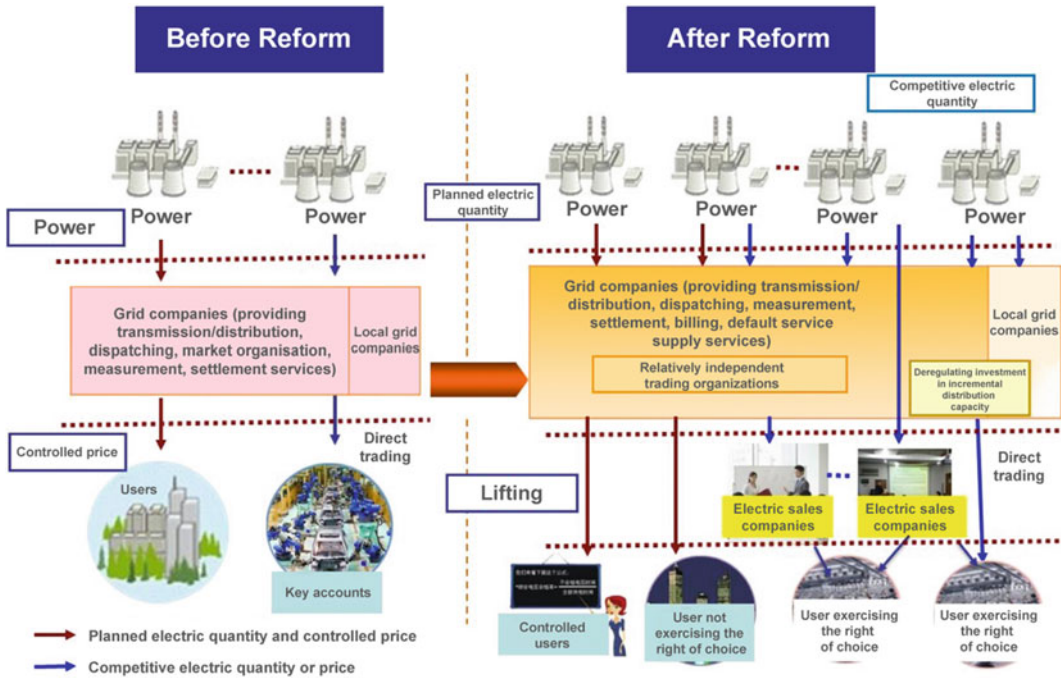 Before Reform
After Reform
Competitive electric
quantity
Planned electric
quantity
Power
Power
Power
Power
Power
Power
Power
Grid companies (providing
transmission/distribution,
dispatching, market organisation,
measurement, settlement services)
Local grid
companies
Grid companies (providing transmission/
distribution, dispatching, measurement,
settlement, billing, default service
supply services)
Local grid
companies
Relatively independent
trading organizations
Deregulating investment
in incremental
distribution
capacity
Controlled price
Direct
trading
Users
Key accounts
Lifting
Direct
trading
Electric sales
companies
Electric sales
companies
Controlled
users
User not
exercising the
right of choice
User exercising
the right
of choice
User exercising
the right
of choice
Planned electric quantity and controlled price
Competitive electric quantity or price